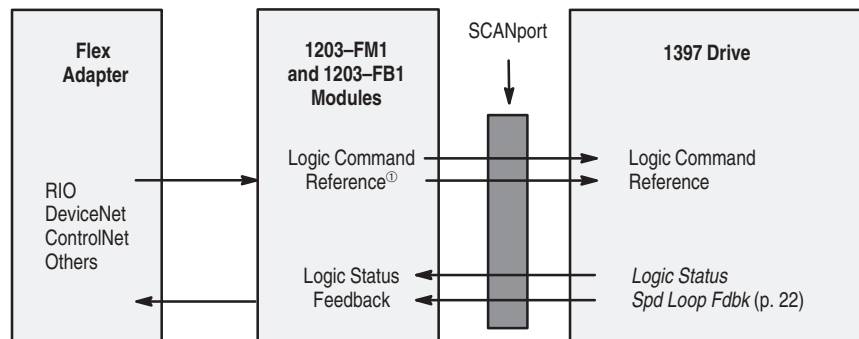 Flex
Adapter
RIO
DeviceNet
ControlNet
Others
1203–FM1
and 1203–FB1
Modules
Logic Command
Reference①
Logic Status
Feedback
SCANport
1397 Drive
Logic Command
Reference
Logic Status
Spd Loop Fdbk (p. 22)